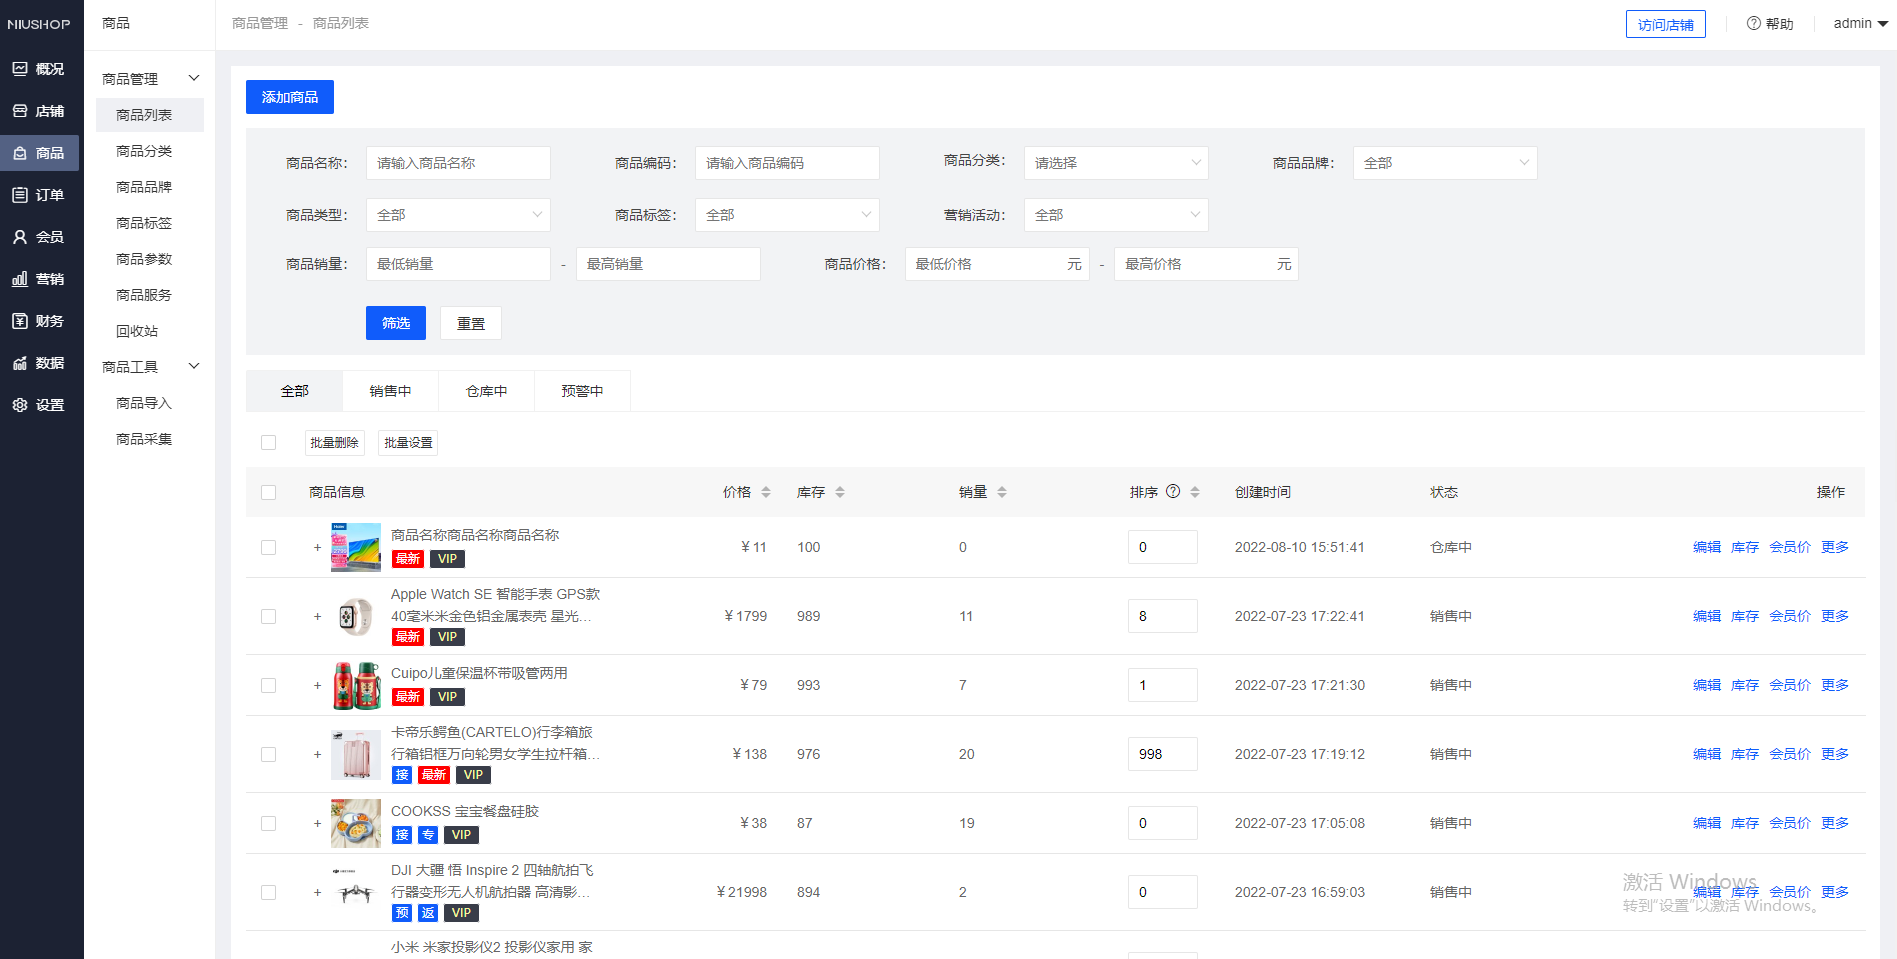 NIUSHOP
概况
店铺
商品
订单
会员
营销
财务
数据
设置
商品
商品管理
商品列表
商品分类
商品品牌
商品标签
商品参数
商品服务
回收站
商品工具
商品导入
商品采集
商品管理 - 商品列表
访问店铺
帮助
admin
添加商品
商品名称： 请输入商品名称 商品编码： 请输入商品编码 商品分类： 请选择 商品品牌： 全部
商品类型： 全部 商品标签： 全部 营销活动： 全部
商品销量： 最低销量 - 最高销量 商品价格： 最低价格 元 - 最高价格 元
筛选 重置
全部 销售中 仓库中 预警中
批量删除 批量设置
商品信息 价格 库存 销量 排序 创建时间 状态 操作
商品名称商品名称商品名称
最新 VIP
¥ 11 100 0 0 2022-08-10 15:51:41 仓库中 编辑 库存 会员价 更多
Apple Watch SE 智能手表 GPS款
40毫米米金色铝金属表壳 星光...
最新 VIP
¥ 1799 989 11 8 2022-07-23 17:22:41 销售中 编辑 库存 会员价 更多
Cuipo儿童保温杯带吸管两用
最新 VIP
¥ 79 993 7 1 2022-07-23 17:21:30 销售中 编辑 库存 会员价 更多
卡帝乐鳄鱼(CARTELO)行李箱旅
行箱铝框万向轮男女学生拉杆箱...
接 最新 VIP
¥ 138 976 20 998 2022-07-23 17:19:12 销售中 编辑 库存 会员价 更多
COOKSS 宝宝餐盘硅胶
接 专 VIP
¥ 38 87 19 0 2022-07-23 17:05:08 销售中 编辑 库存 会员价 更多
DJI 大疆 悟 Inspire 2 四轴航拍飞
行器变形无人机航拍器 高清影...
预 返 VIP
¥ 21998 894 2 0 2022-07-23 16:59:03 销售中 编辑 库存 会员价 更多
小米 米家投影仪2 投影仪家用 家
激活 Windows
转到"设置"以激活 Windows。